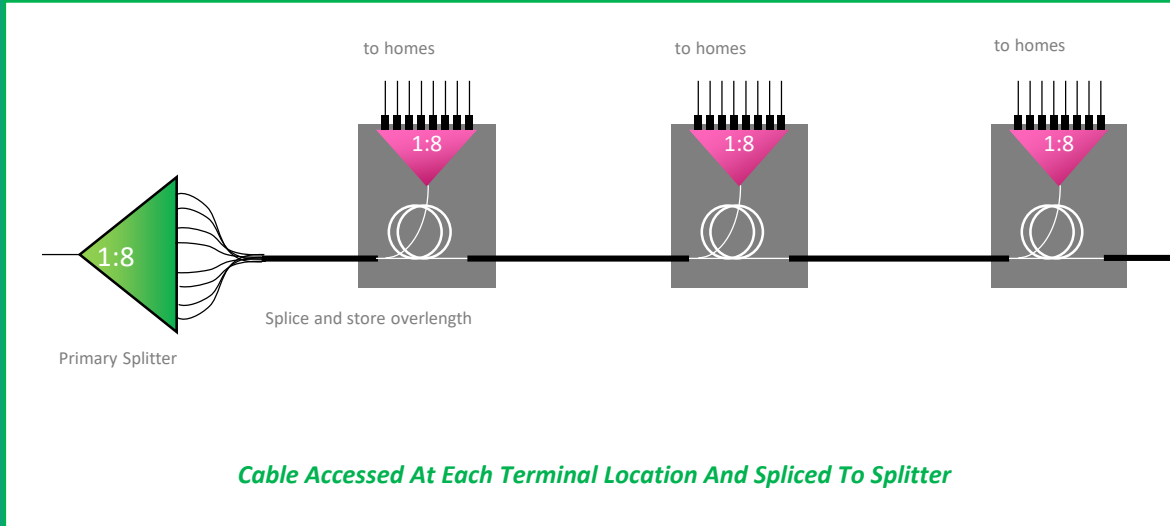 to homes
to homes
to homes
1:8
1:8
1:8
1:8
Splice and store overlength
Primary Splitter
Cable Accessed At Each Terminal Location And Spliced To Splitter